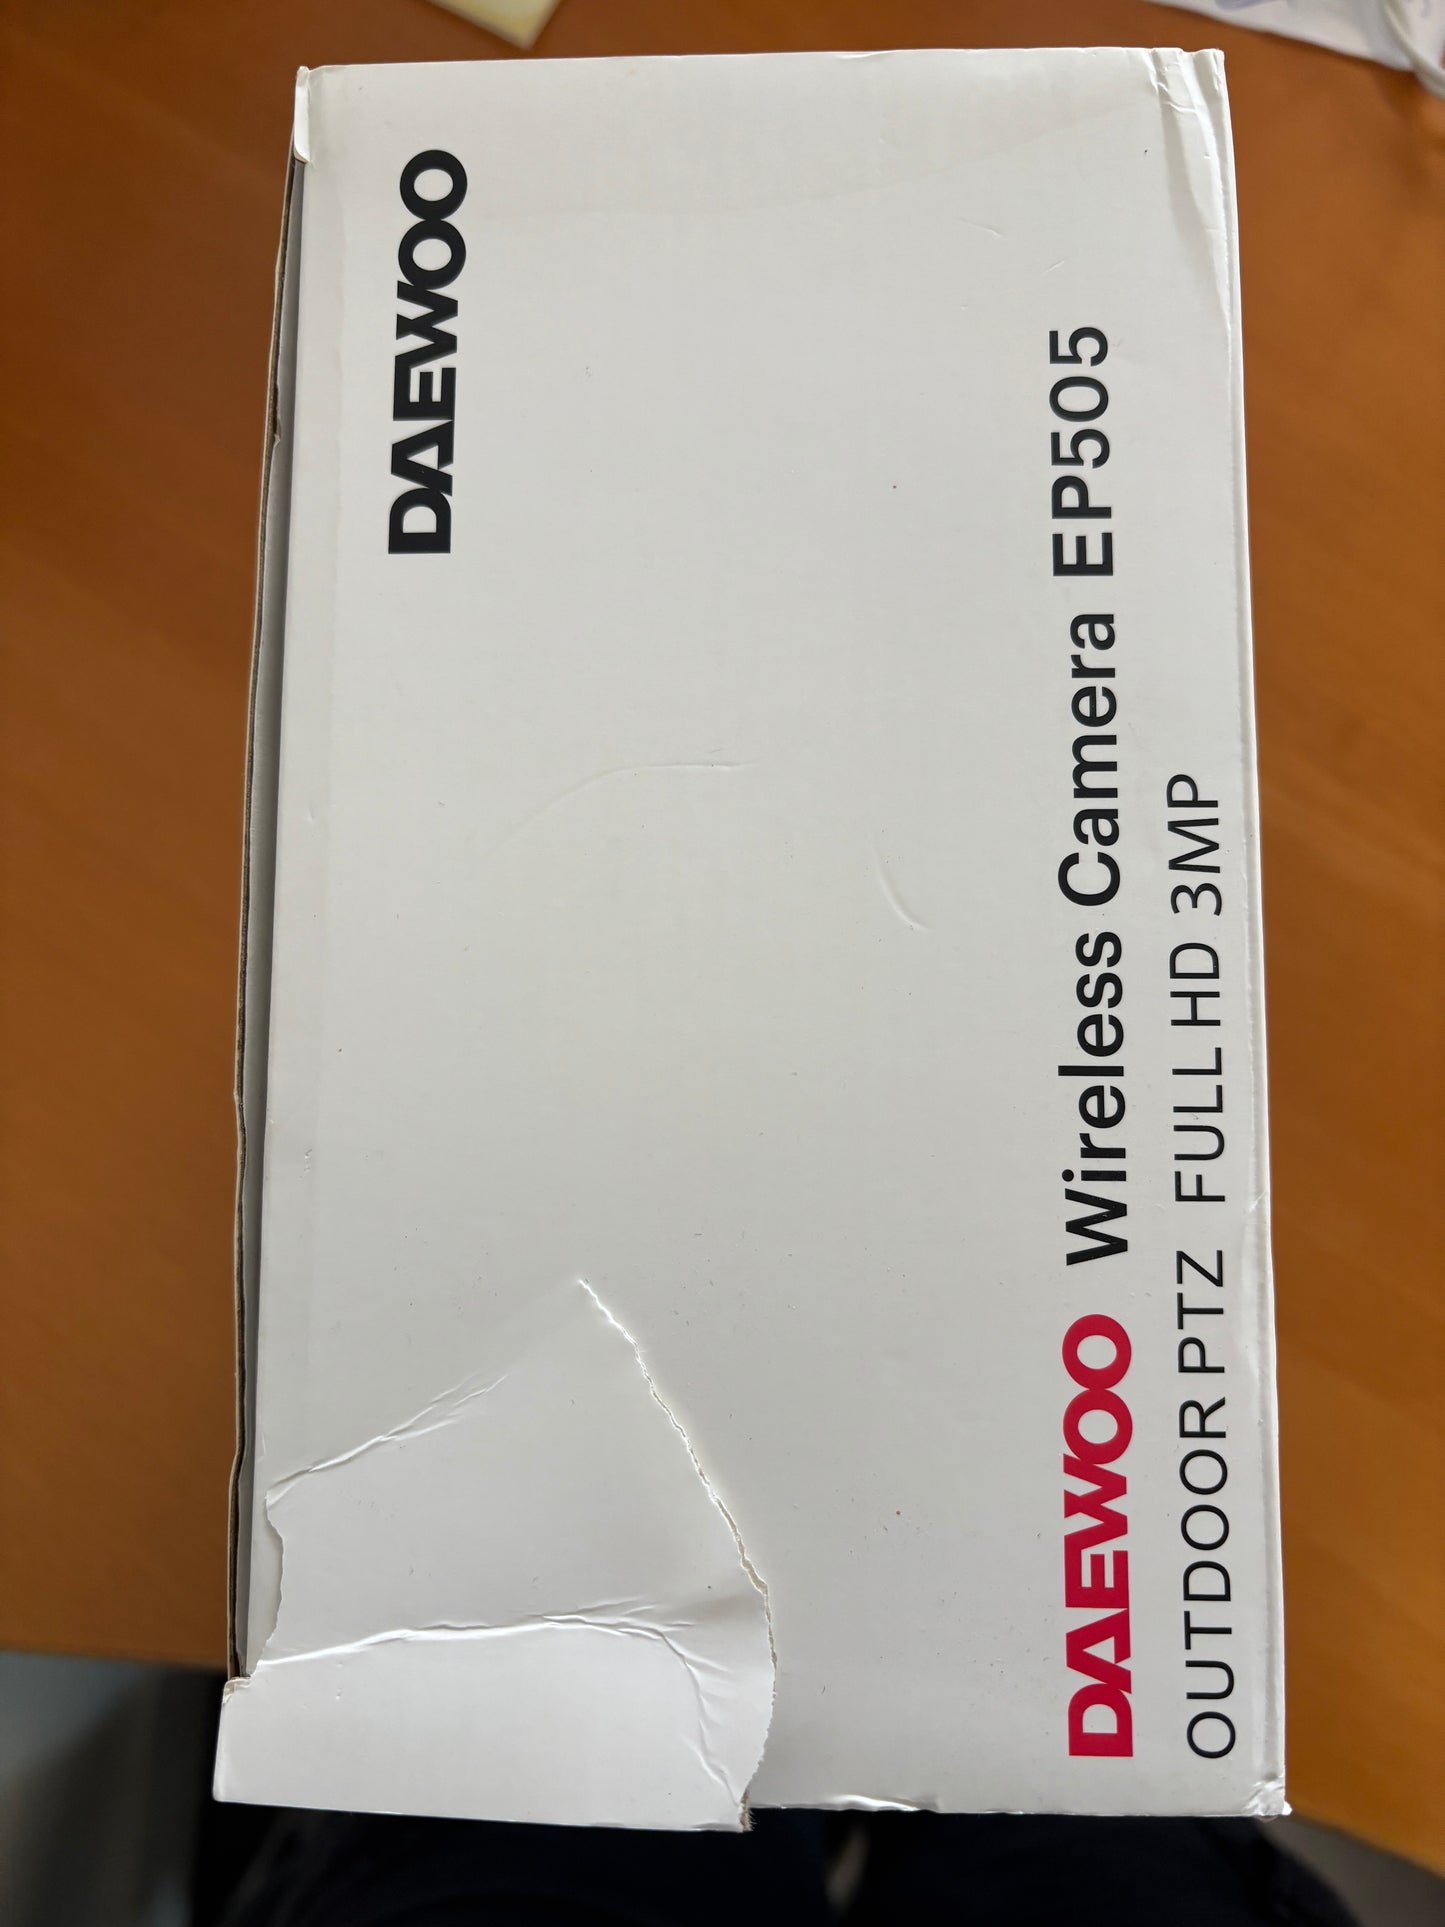 DAEWOO
DAEWOO Wireless Camera EP505
OUTDOOR PTZ FULL HD 3MP